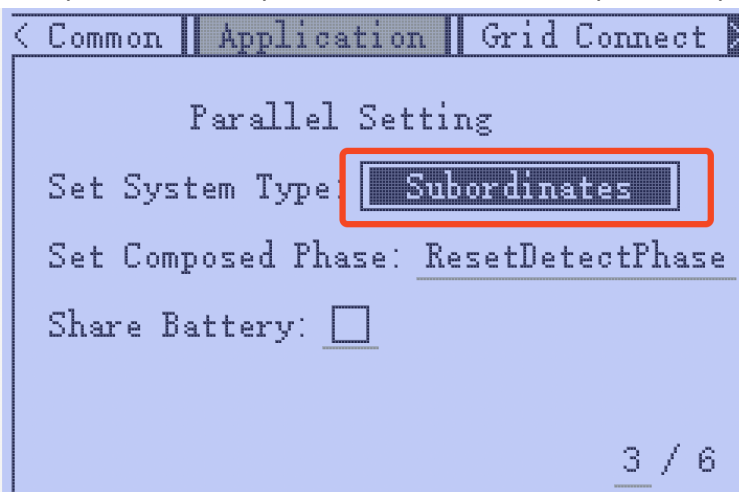 < Common Application Grid Connect >
Parallel Setting
Set System Type: Subordinates
Set Composed Phase: ResetDetectPhase
Share Battery:
3 / 6